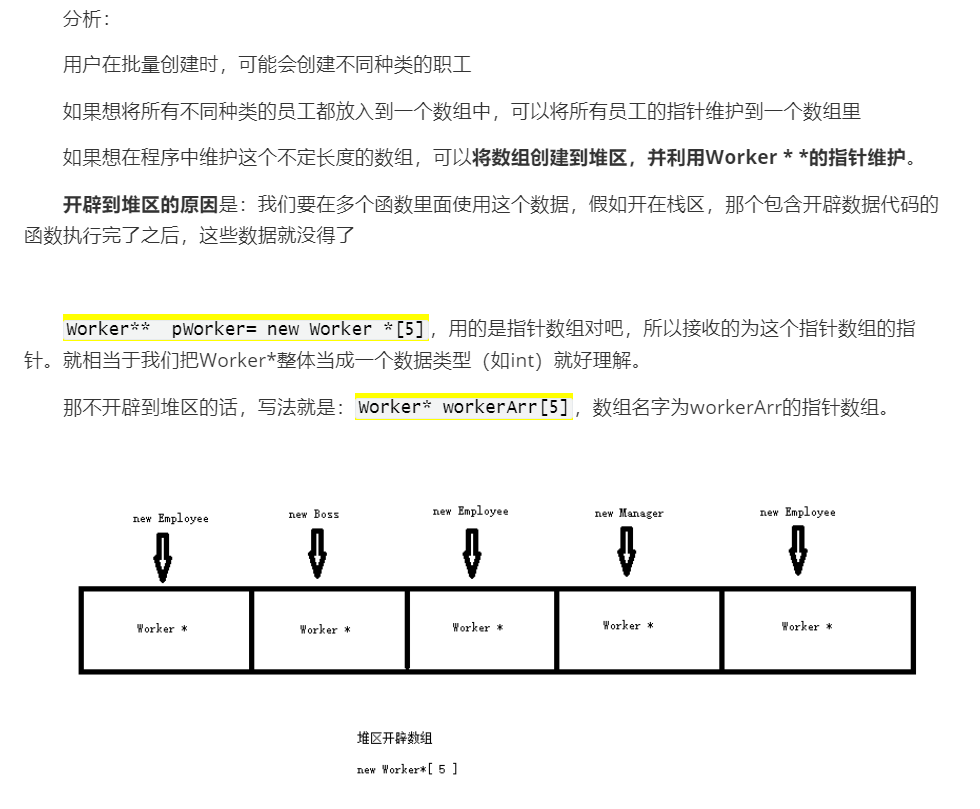 分析：
用户在批量创建时，可能会创建不同种类的职工
如果想将所有不同种类的员工都放入到一个数组中，可以将所有员工的指针维护到一个数组里
如果想在程序中维护这个不定长度的数组，可以将数组创建到堆区，并利用Worker * *的指针维护。
开辟到堆区的原因是：我们要在多个函数里面使用这个数据，假如开在栈区，那个包含开辟数据代码的
函数执行完了之后，这些数据就没得了
Worker**  pWorker= new Worker *[5]，用的是指针数组对吧，所以接收的为这个指针数组的指
针。就相当于我们把Worker*整体当成一个数据类型（如int）就好理解。
那不开辟到堆区的话，写法就是：Worker* workerArr[5]，数组名字为workerArr的指针数组。
new Employee new Boss new Employee new Manager new Employee
Worker * Worker * Worker * Worker * Worker *
堆区开辟数组
new Worker*[ 5 ]